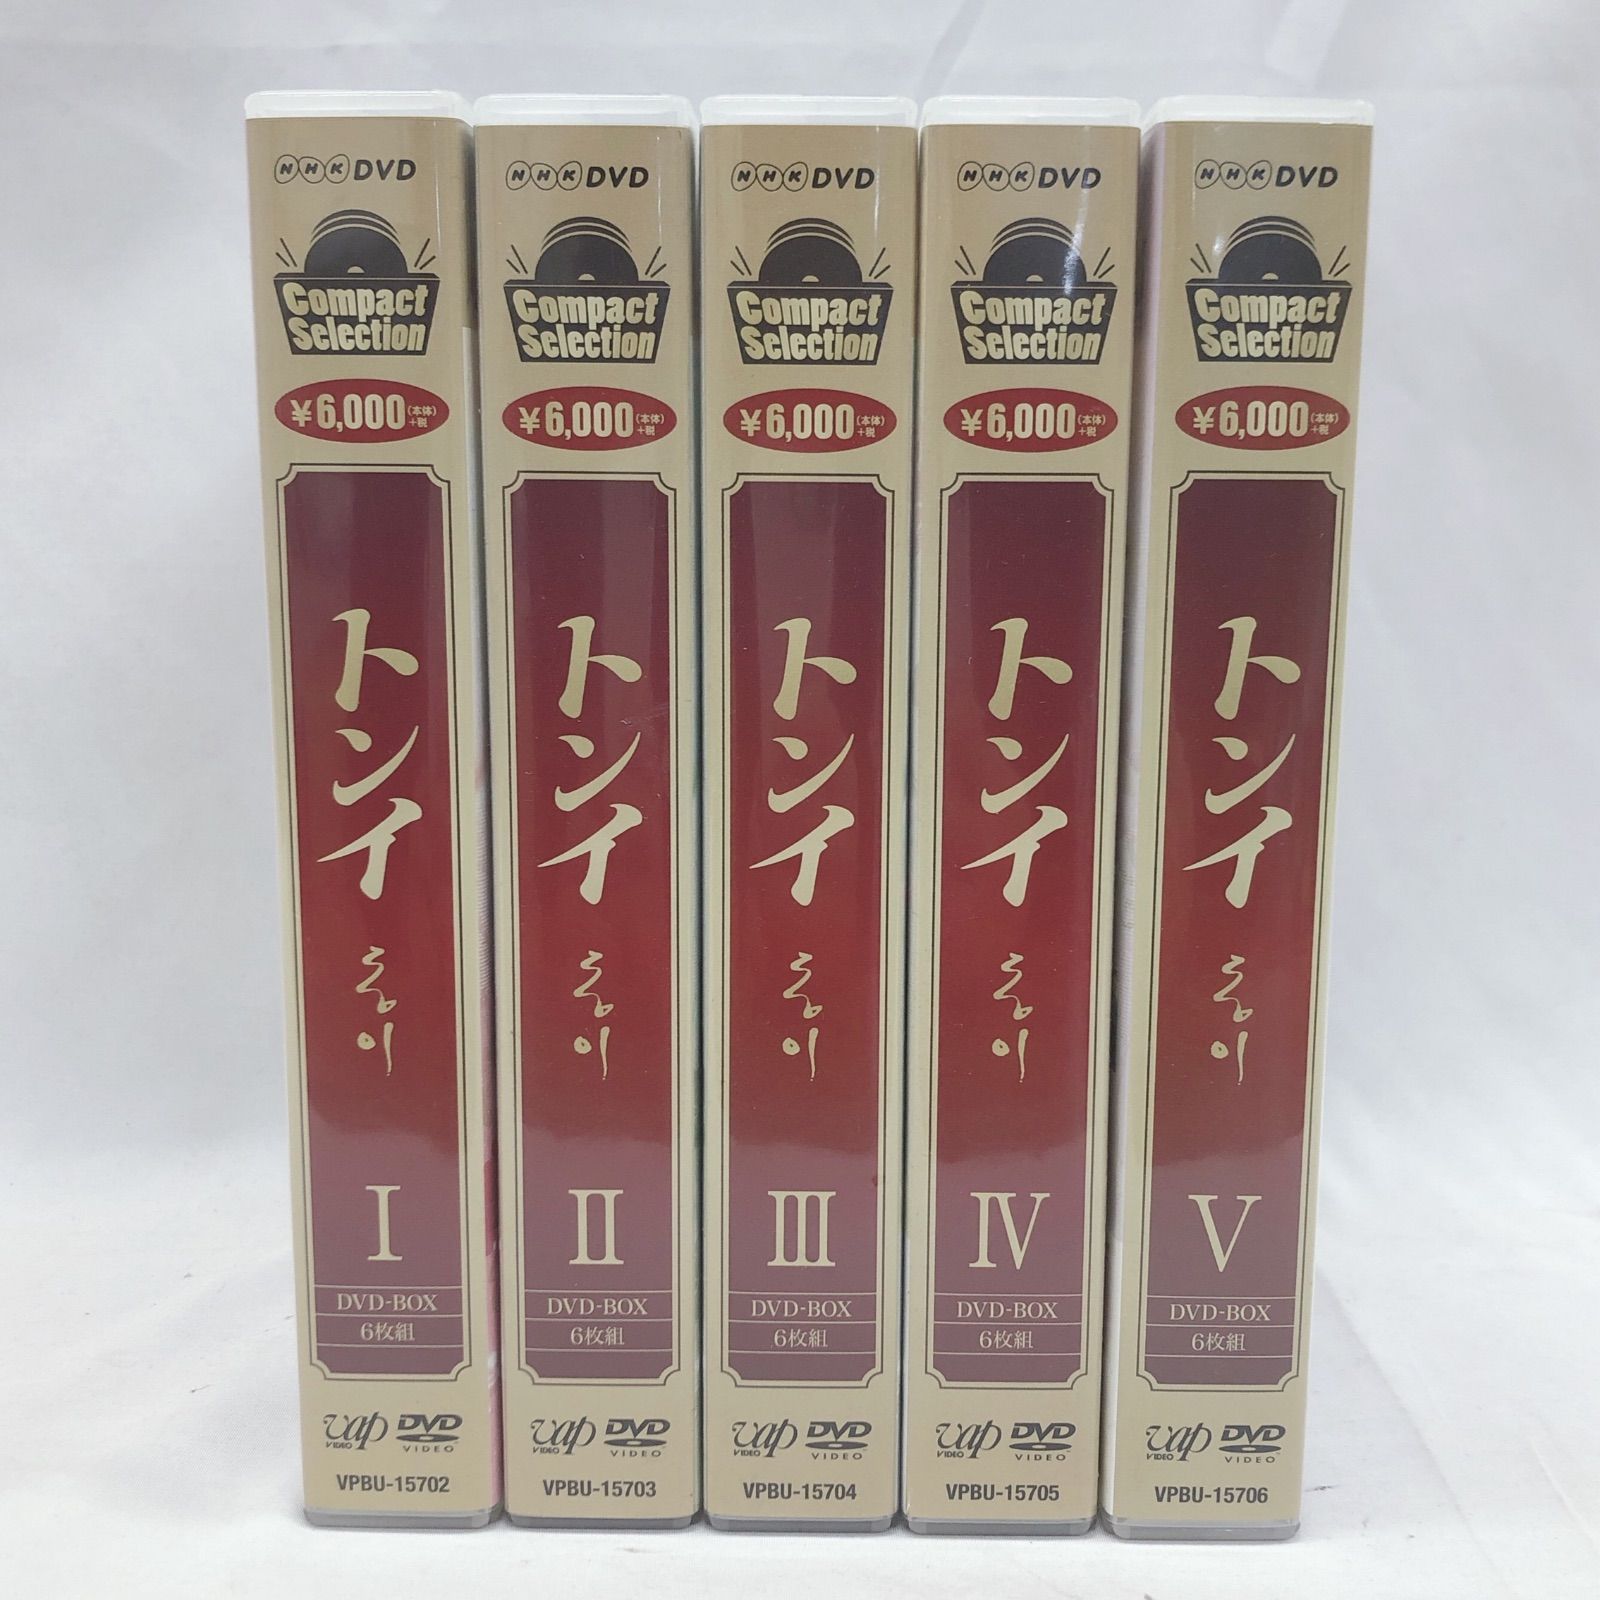 NHK DVD
Compact
Selection
¥6,000(本体)+税
トンイ
동이
I
DVD-BOX
6枚組
vap VIDEO DVD VIDEO
VPBU-15702
NHK DVD
Compact
Selection
¥6,000(本体)+税
トンイ
동이
II
DVD-BOX
6枚組
vap VIDEO DVD VIDEO
VPBU-15703
NHK DVD
Compact
Selection
¥6,000(本体)+税
トンイ
동이
III
DVD-BOX
6枚組
vap VIDEO DVD VIDEO
VPBU-15704
NHK DVD
Compact
Selection
¥6,000(本体)+税
トンイ
동이
IV
DVD-BOX
6枚組
vap VIDEO DVD VIDEO
VPBU-15705
NHK DVD
Compact
Selection
¥6,000(本体)+税
トンイ
동이
V
DVD-BOX
6枚組
vap VIDEO DVD VIDEO
VPBU-15706